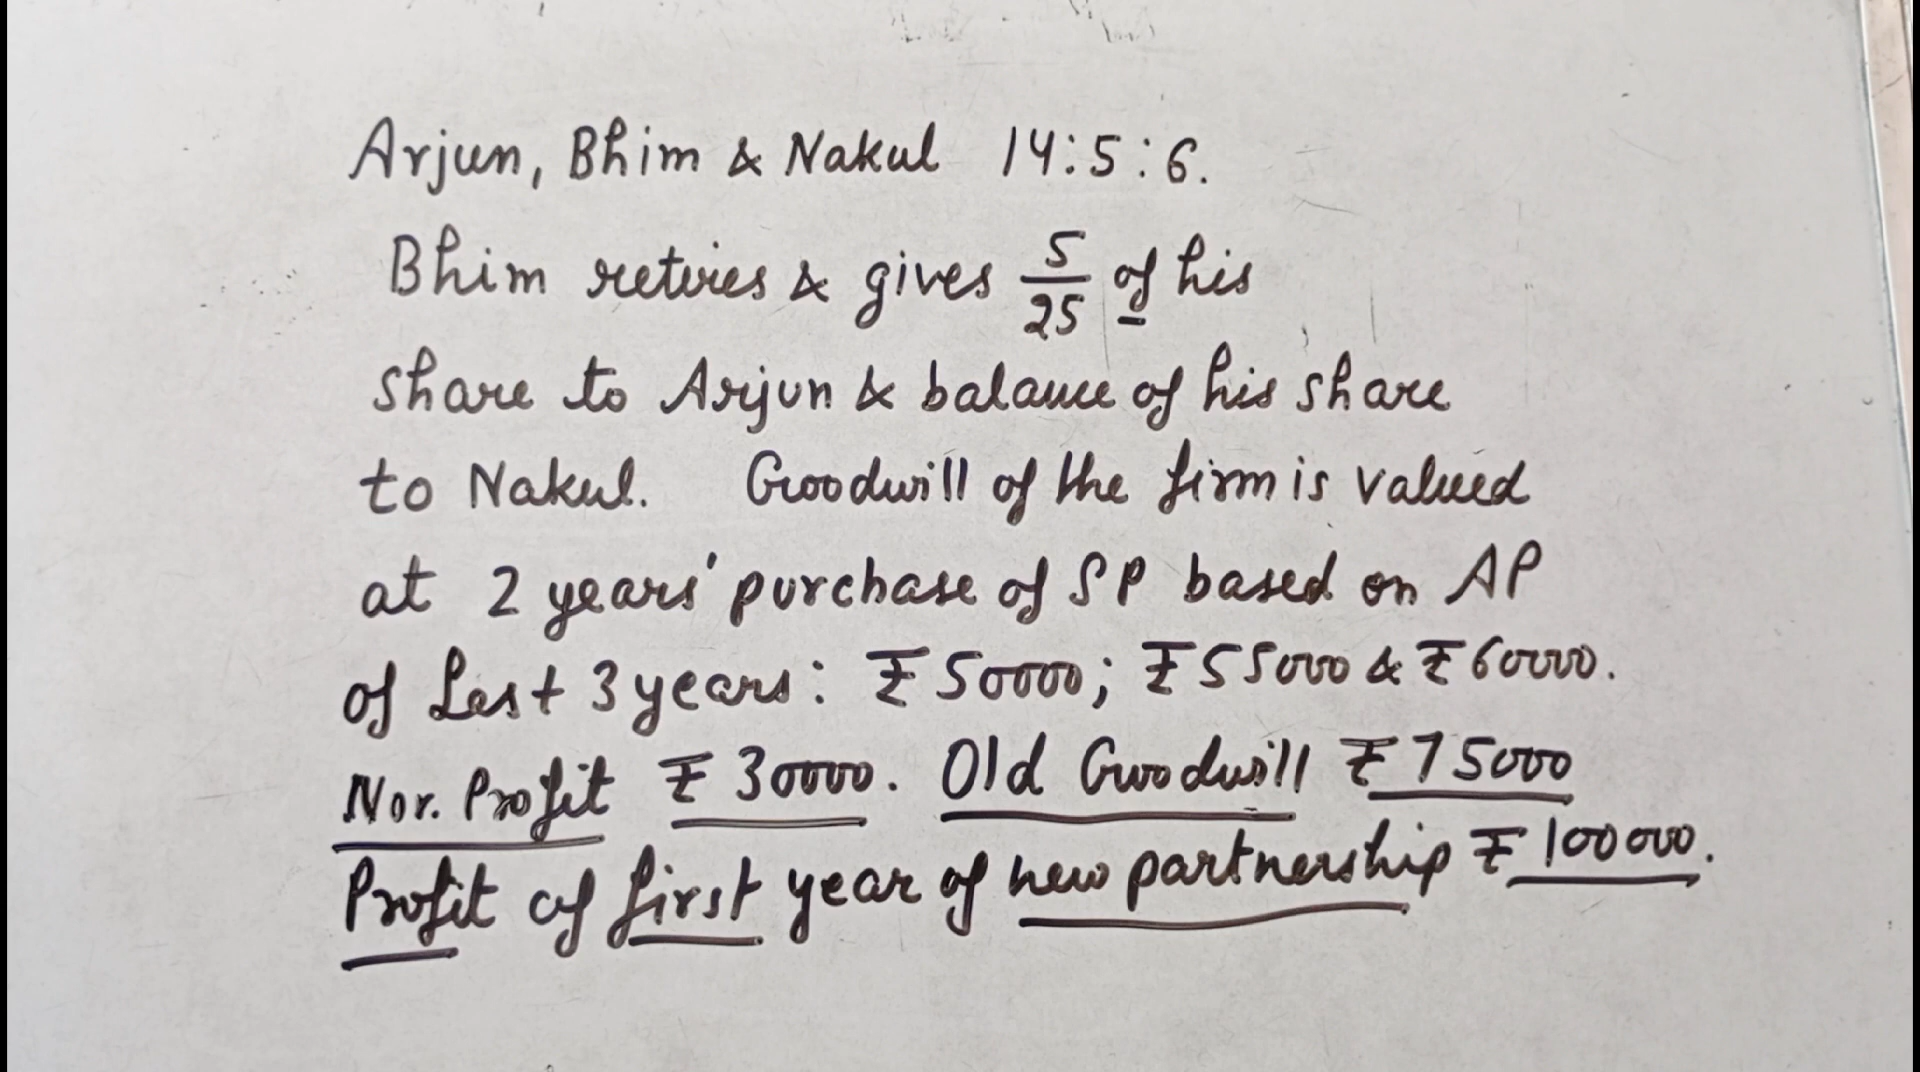 Arjun, Bhim & Nakul 14:5:6.
Bhim retires & gives 5/25 of his
share to Arjun & balance of his share
to Nakul. Goodwill of the firm is valued
at 2 years' purchase of SP based on AP
of Last 3 years: ₹50000; ₹55000 & ₹60000.
Nor. Profit ₹30000. Old Goodwill ₹75000
Profit of first year of new partnership ₹100000.